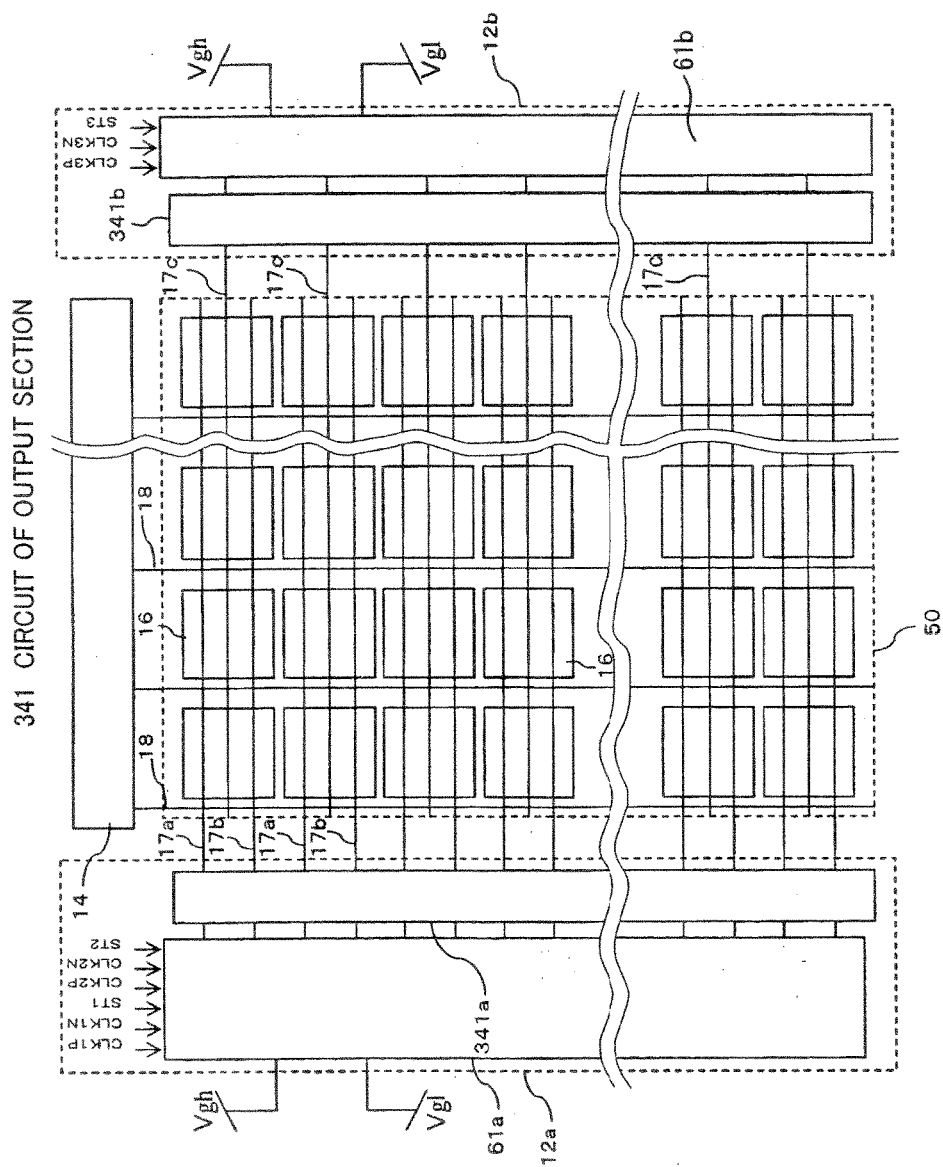 341 CIRCUIT OF OUTPUT SECTION
Vgh
Vgl
12b
61b
ST3
CLK3N
CLK3P
341b
17c
17c
17c
18
16
16
18
50
17a
17b
17a
17b
14
ST2
CLK2N
CLK2P
ST1
CLK1N
CLK1P
341a
61a
12a
Vgh
Vgl